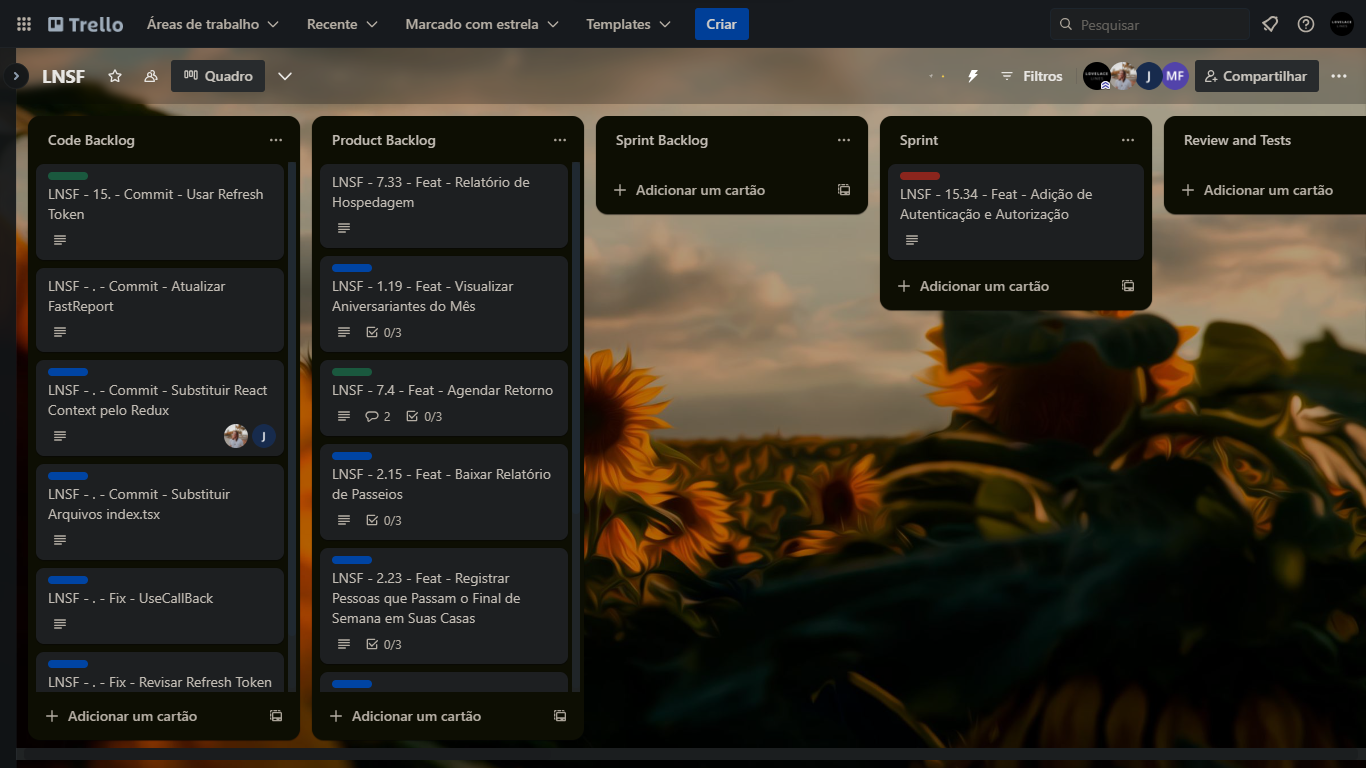 Trello
Áreas de trabalho
Recente
Marcado com estrela
Templates
Criar
Pesquisar
LNSF
Quadro
Filtros
J
MF
Compartilhar
Code Backlog
LNSF - 15. - Commit - Usar Refresh
Token
LNSF - . - Commit - Atualizar
FastReport
LNSF - . - Commit - Substituir React
Context pelo Redux
J
LNSF - . - Commit - Substituir
Arquivos index.tsx
LNSF - . - Fix - UseCallBack
LNSF - . - Fix - Revisar Refresh Token
Adicionar um cartão
Product Backlog
LNSF - 7.33 - Feat - Relatório de
Hospedagem
LNSF - 1.19 - Feat - Visualizar
Aniversariantes do Mês
0/3
LNSF - 7.4 - Feat - Agendar Retorno
2
0/3
LNSF - 2.15 - Feat - Baixar Relatório
de Passeios
0/3
LNSF - 2.23 - Feat - Registrar
Pessoas que Passam o Final de
Semana em Suas Casas
0/3
Adicionar um cartão
Sprint Backlog
Adicionar um cartão
Sprint
LNSF - 15.34 - Feat - Adição de
Autenticação e Autorização
Adicionar um cartão
Review and Tests
Adicionar um cartão